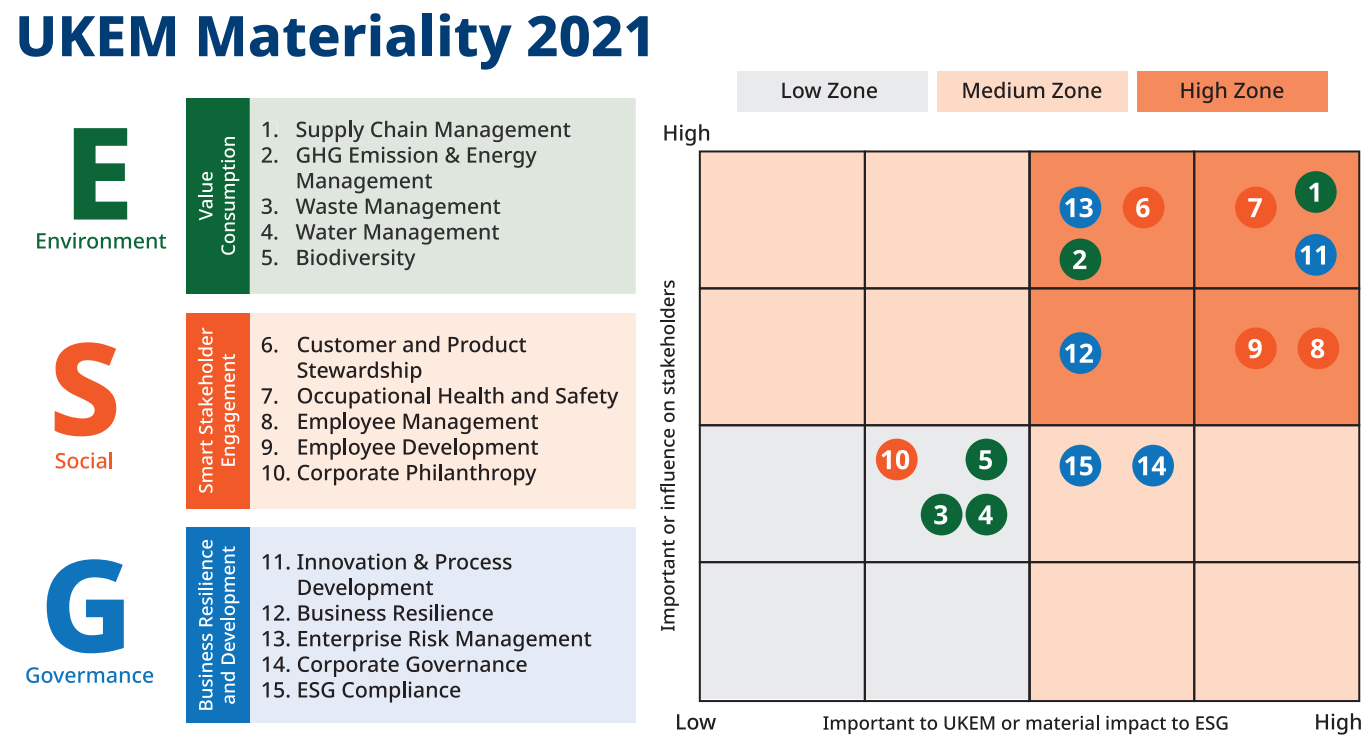 UKEM Materiality 2021
E
Environment
Value
Consumption
1. Supply Chain Management
2. GHG Emission & Energy
Management
3. Waste Management
4. Water Management
5. Biodiversity
S
Social
Smart Stakeholder
Engagement
6. Customer and Product
Stewardship
7. Occupational Health and Safety
8. Employee Management
9. Employee Development
10. Corporate Philanthropy
G
Govermance
Business Resilience
and Development
11. Innovation & Process
Development
12. Business Resilience
13. Enterprise Risk Management
14. Corporate Governance
15. ESG Compliance
Low Zone
Medium Zone
High Zone
High
Important or influence on stakeholders
13 6 7 1
2 11
12 9 8
10 5 15 14
3 4
Low
Important to UKEM or material impact to ESG
High